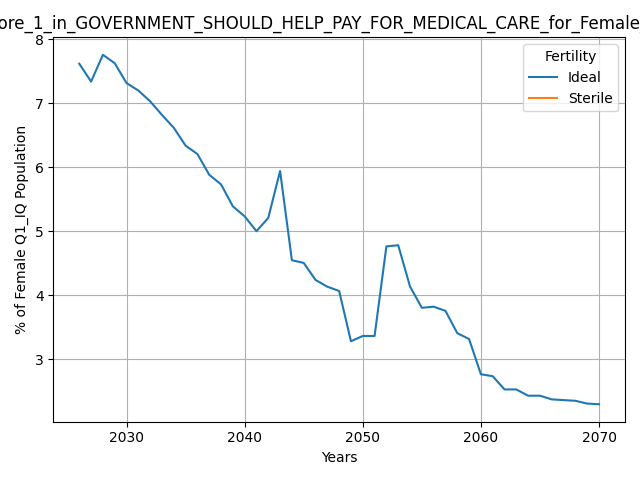 ore_1_in_GOVERNMENT_SHOULD_HELP_PAY_FOR_MEDICAL_CARE_for_Female
8
7
6
5
4
3
% of Female Q1_IQ Population
Fertility
Ideal
Sterile
2030 2040 2050 2060 2070
Years